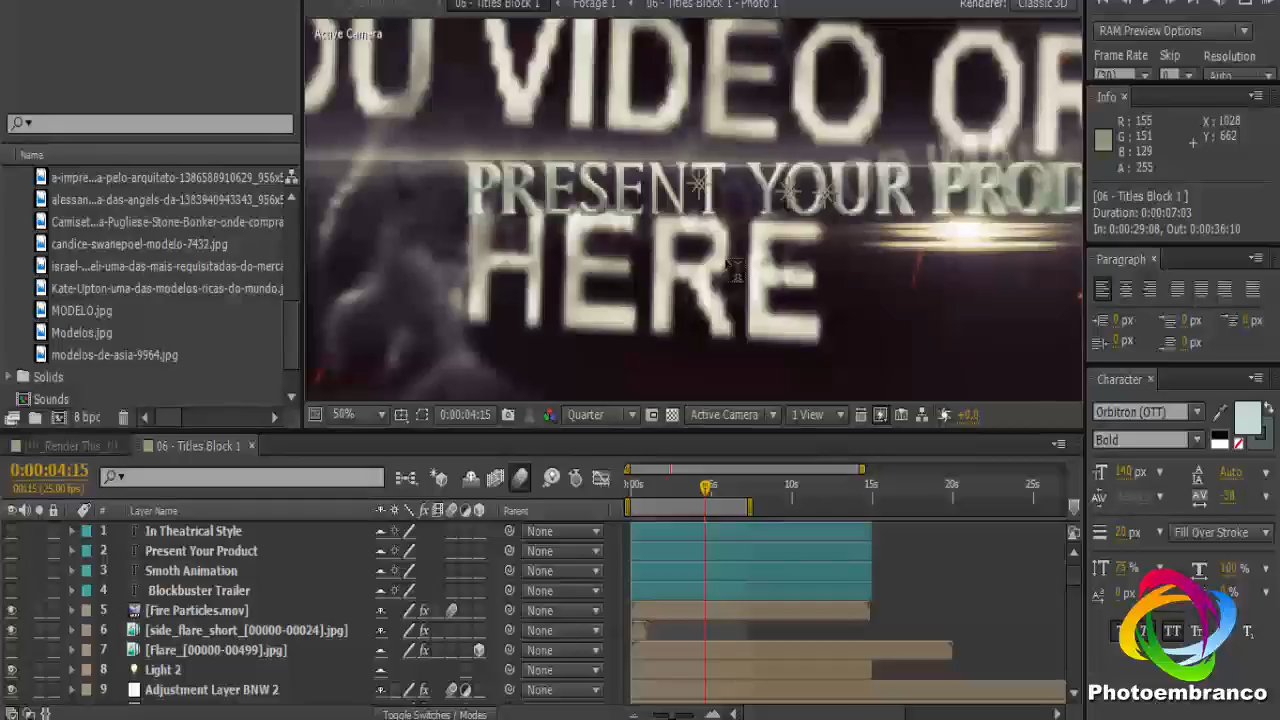 06 - Titles Block 1
Footage 1
06 - Titles Block 1 - Photo 1
Renderer:
Classic 3D
Active Camera
OU VIDEO OR
PRESENT YOUR PROD
HERE
Name
a-impre...a-pelo-arquiteto-1386588910629_956x5
alessan...a-das-angels-da-1383940943343_956x5
Camiset...a-Pugliese-Stone-Bonker-onde-compra
candice-swanepoel-modelo-7432.jpg
israel-...eli-uma-das-mais-requisitadas-do-merca
Kate-Upton-uma-das-modelos-ricas-do-mundo.j
MODELO.jpg
Modelos.jpg
modelos-de-asia-9964.jpg
Solids
Sounds
8 bpc
50%
0:00:04:15
Quarter
Active Camera
1 View
+0.0
RAM Preview Options
Frame Rate Skip Resolution
(30) 0 Auto
Info
R: 155
G: 151
B: 129
A: 255
X: 1028
Y: 662
[06 - Titles Block 1]
Duration: 0:00:07:03
In: 0:00:29:08, Out: 0:00:36:10
Paragraph
0 px 0 px 0 px
0 px 0 px
Character
Orbitron (OTT)
Bold
140 px Auto
-30
20 px Fill Over Stroke
75 % 100 %
Render This
06 - Titles Block 1
0:00:04:15
00115 (25.00 fps)
:00s 5s 10s 15s 20s 25s
# Layer Name Parent
1 In Theatrical Style None
2 Present Your Product None
3 Smoth Animation None
4 Blockbuster Trailer None
5 [Fire Particles.mov] None
6 [side_flare_short_[00000-00024].jpg] None
7 [Flare_[00000-00499].jpg] None
8 Light 2 None
9 Adjustment Layer BNW 2 None
Toggle Switches / Modes
Photoembranco